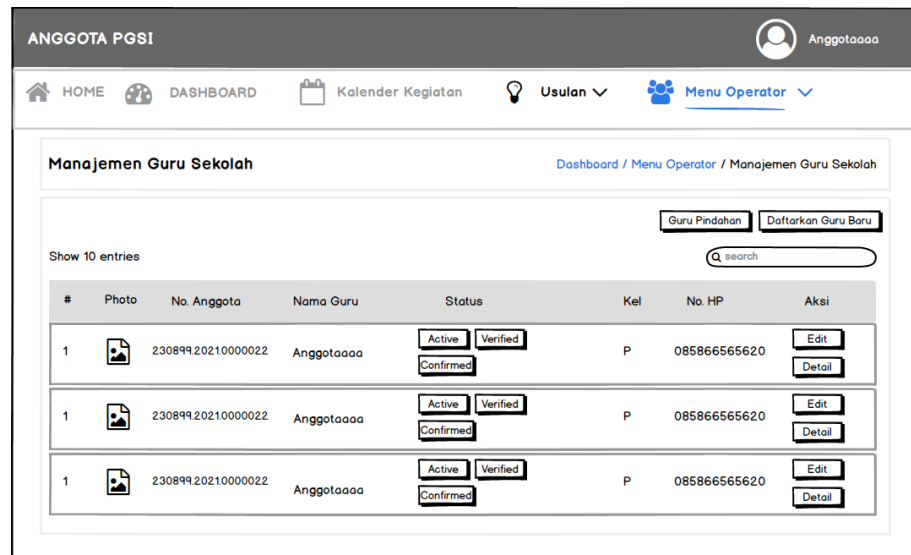 ANGGOTA PGSI Anggotaaaa
HOME DASHBOARD Kalender Kegiatan Usulan Menu Operator
Manajemen Guru Sekolah Dashboard / Menu Operator / Manajemen Guru Sekolah
Guru Pindahan Daftarkan Guru Baru
Show 10 entries search
# Photo No. Anggota Nama Guru Status Kel No. HP Aksi
Active Verified Edit
1 230899.2021.0000022 Anggotaaaa P 085866565620
Confirmed Detail
Active Verified Edit
1 230899.2021.0000022 Anggotaaaa P 085866565620
Confirmed Detail
Active Verified Edit
1 230899.2021.0000022 Anggotaaaa P 085866565620
Confirmed Detail